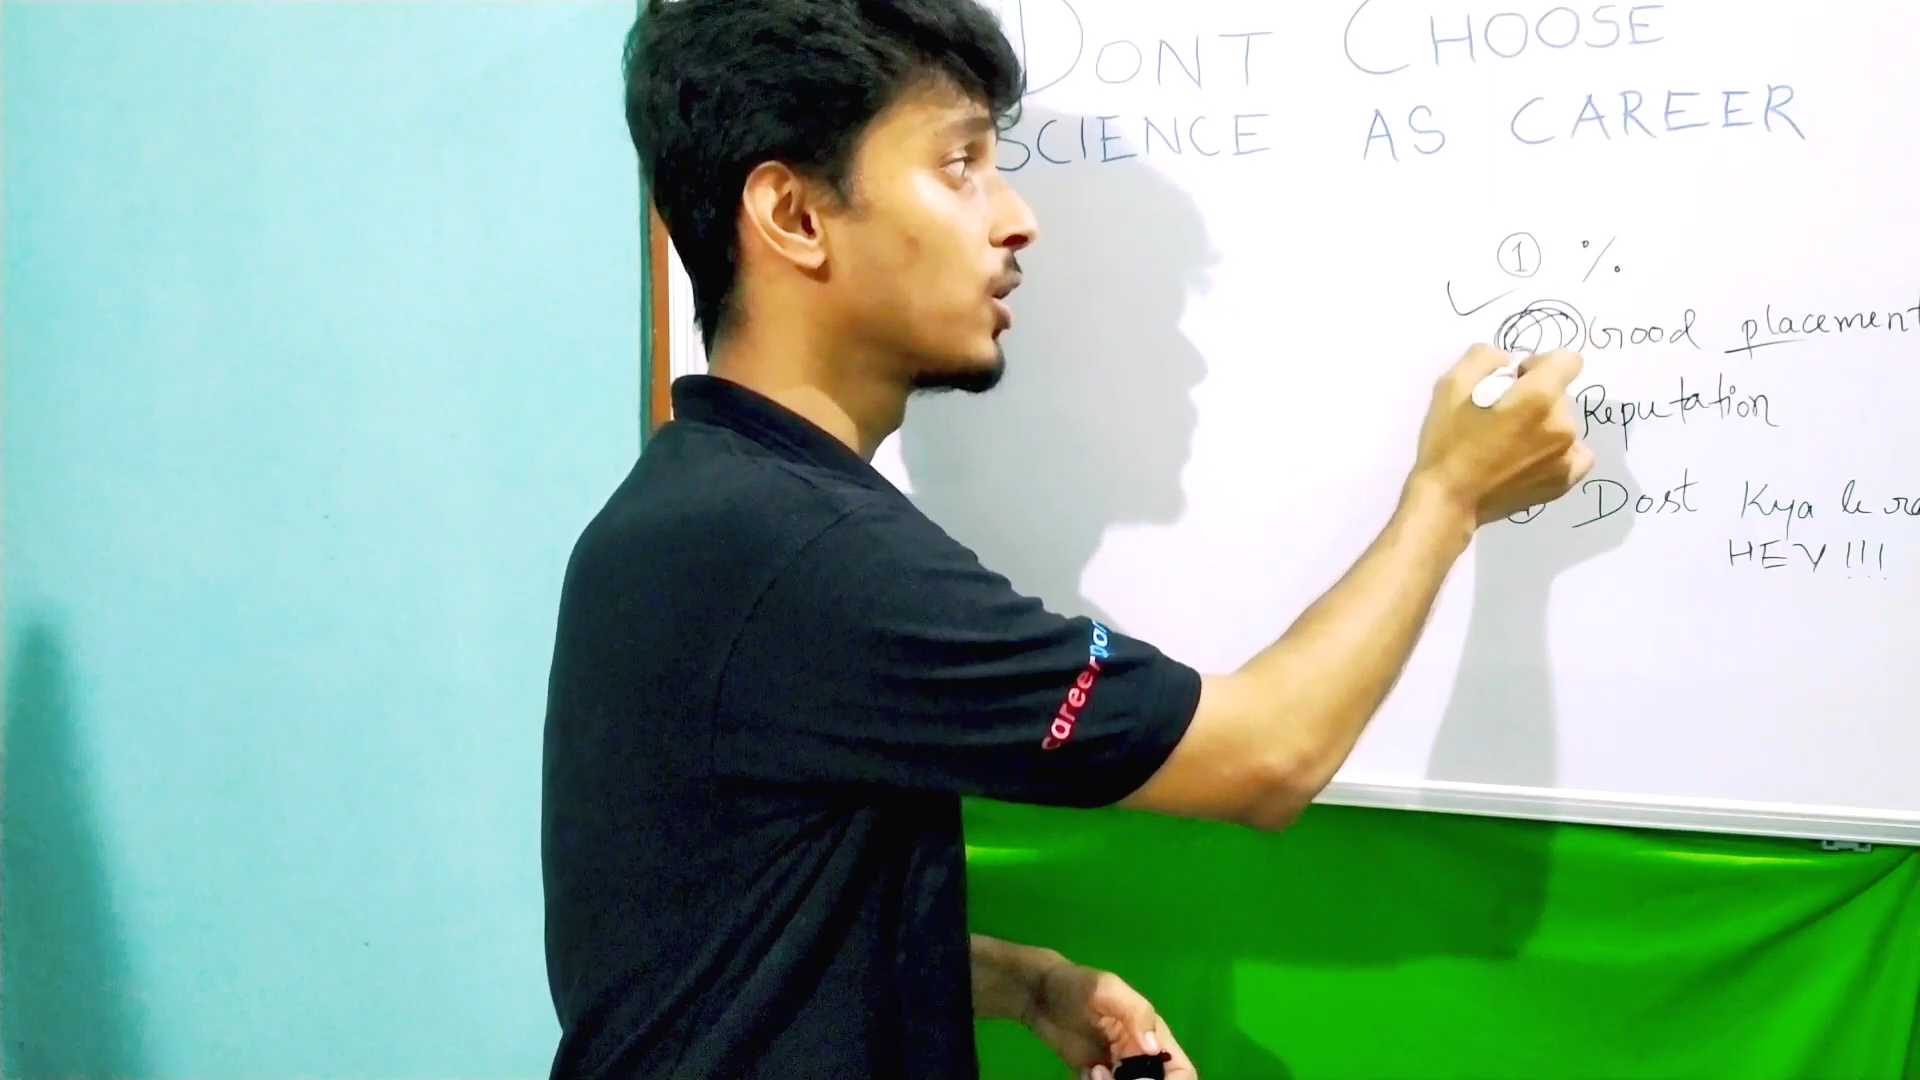 DONT CHOOSE
SCIENCE AS CAREER
1 %.
Good placement
Reputation
Dost Kya le
HEY!!!
career